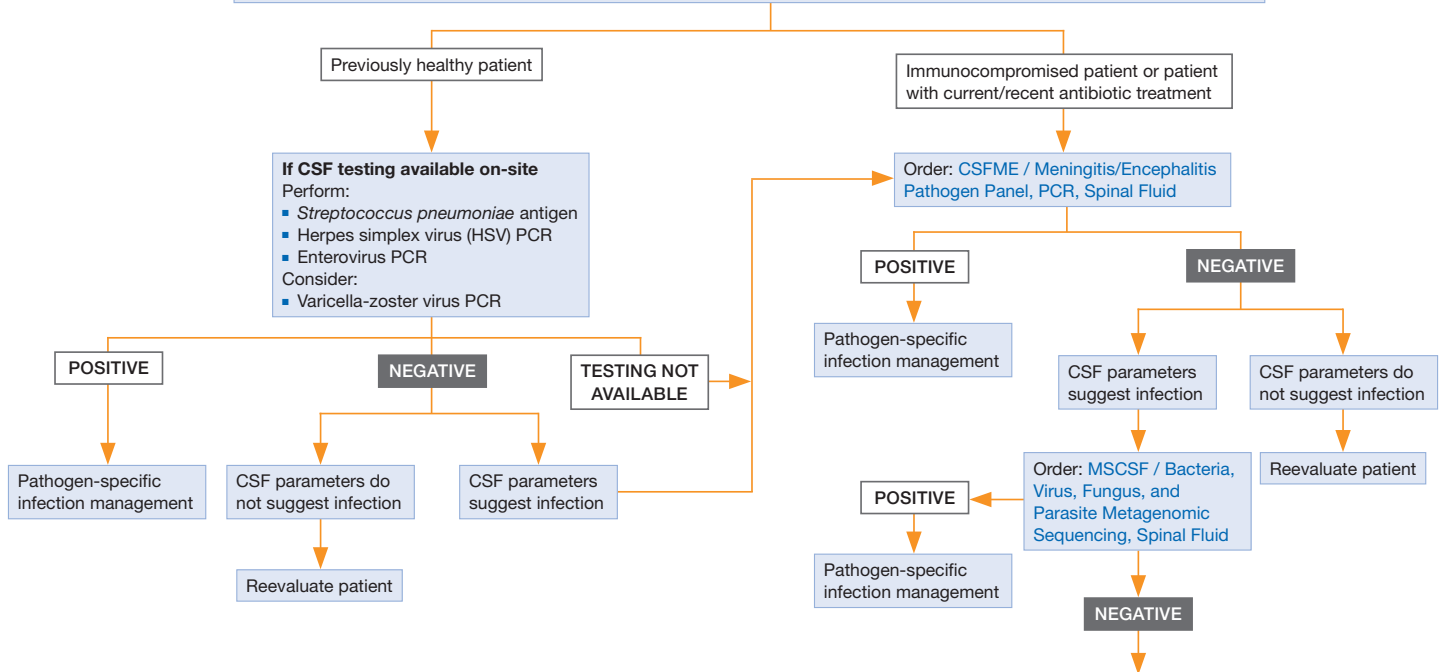 Previously healthy patient
Immunocompromised patient or patient
with current/recent antibiotic treatment
If CSF testing available on-site
Perform:
▪ Streptococcus pneumoniae antigen
▪ Herpes simplex virus (HSV) PCR
▪ Enterovirus PCR
Consider:
▪ Varicella-zoster virus PCR
Order: CSFME / Meningitis/Encephalitis
Pathogen Panel, PCR, Spinal Fluid
POSITIVE
NEGATIVE
TESTING NOT
AVAILABLE
POSITIVE
NEGATIVE
Pathogen-specific
infection management
CSF parameters do
not suggest infection
CSF parameters
suggest infection
Reevaluate patient
Pathogen-specific
infection management
CSF parameters
suggest infection
CSF parameters do
not suggest infection
Order: MSCSF / Bacteria,
Virus, Fungus, and
Parasite Metagenomic
Sequencing, Spinal Fluid
Reevaluate patient
POSITIVE
Pathogen-specific
infection management
NEGATIVE